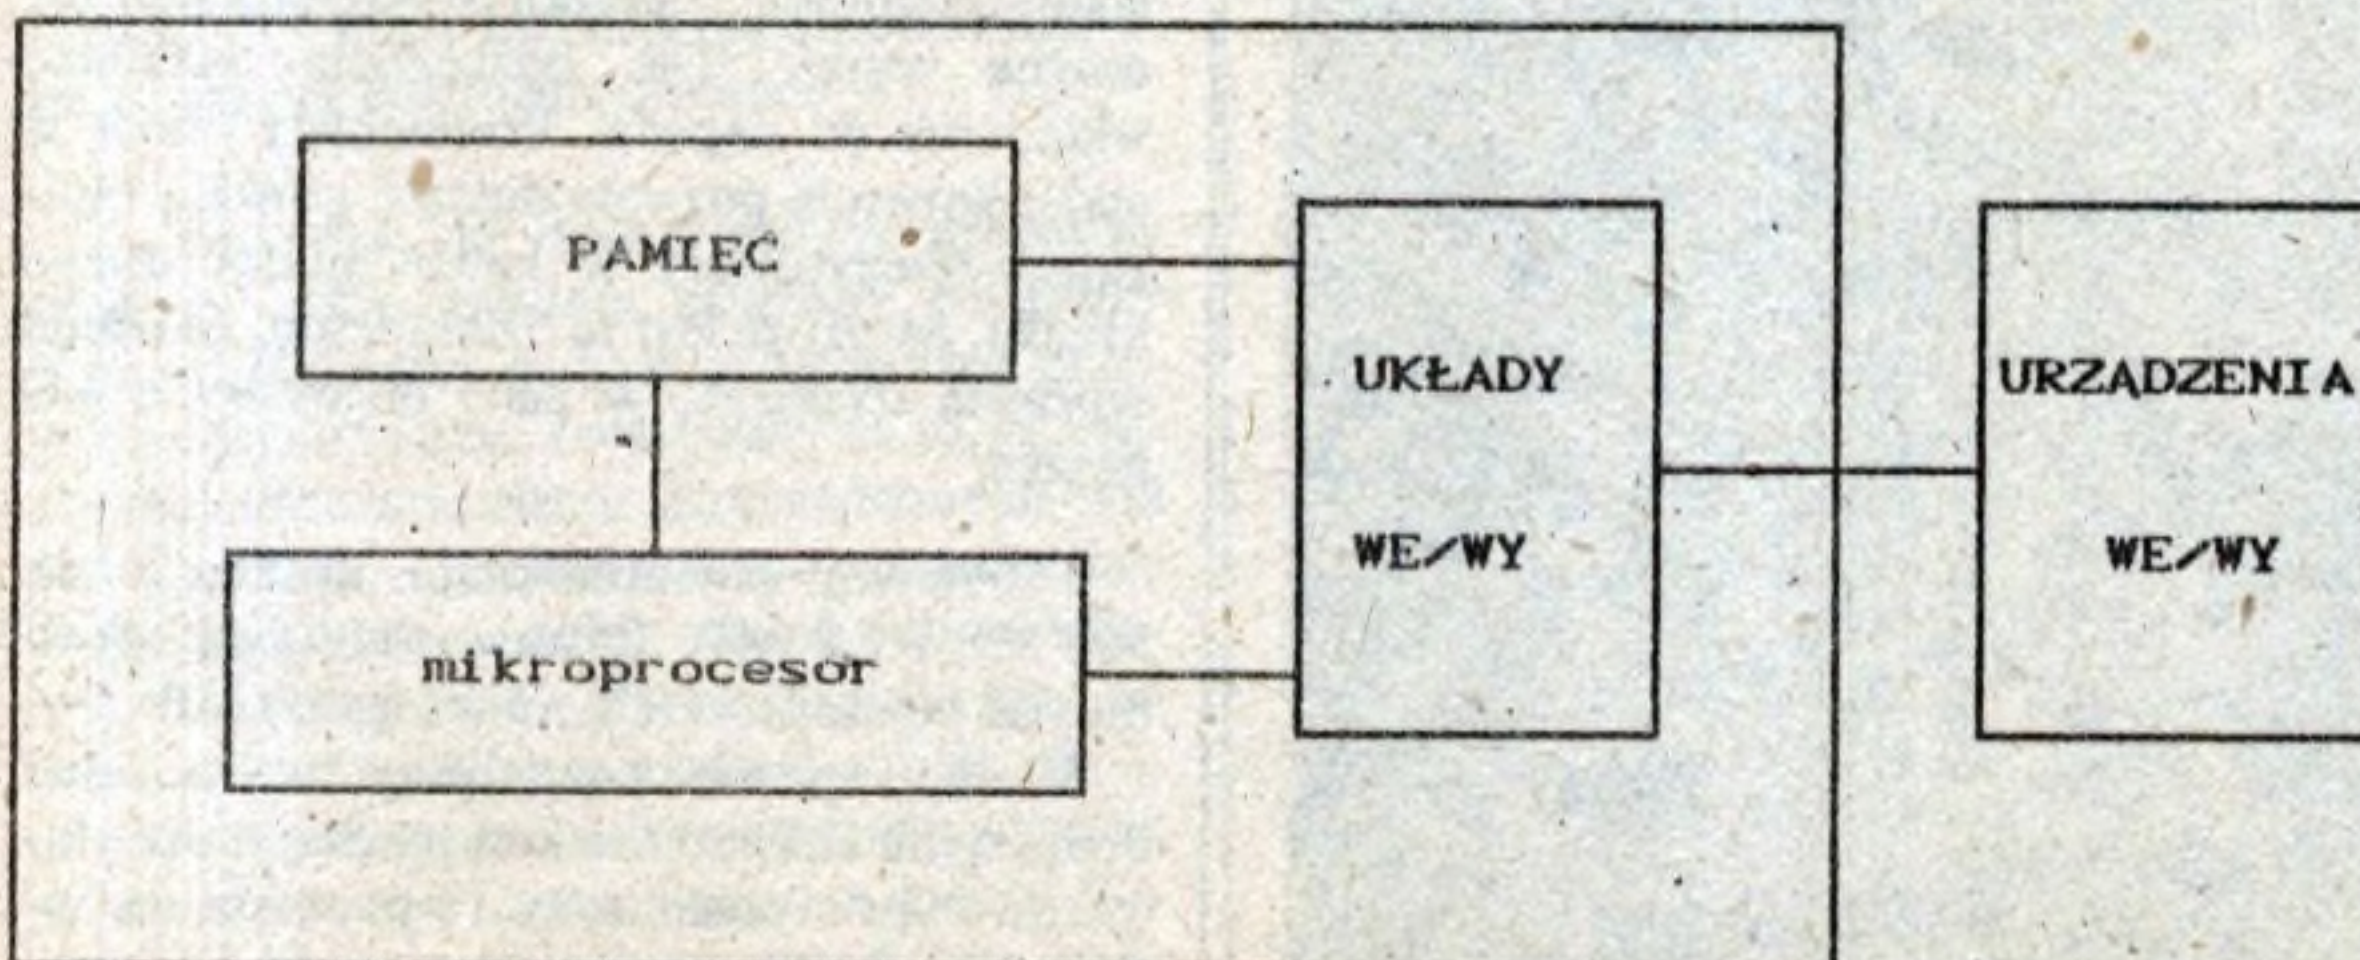 PAMIĘĆ
UKŁADY
WE/WY
mikroprocesor
URZĄDZENIA
WE/WY